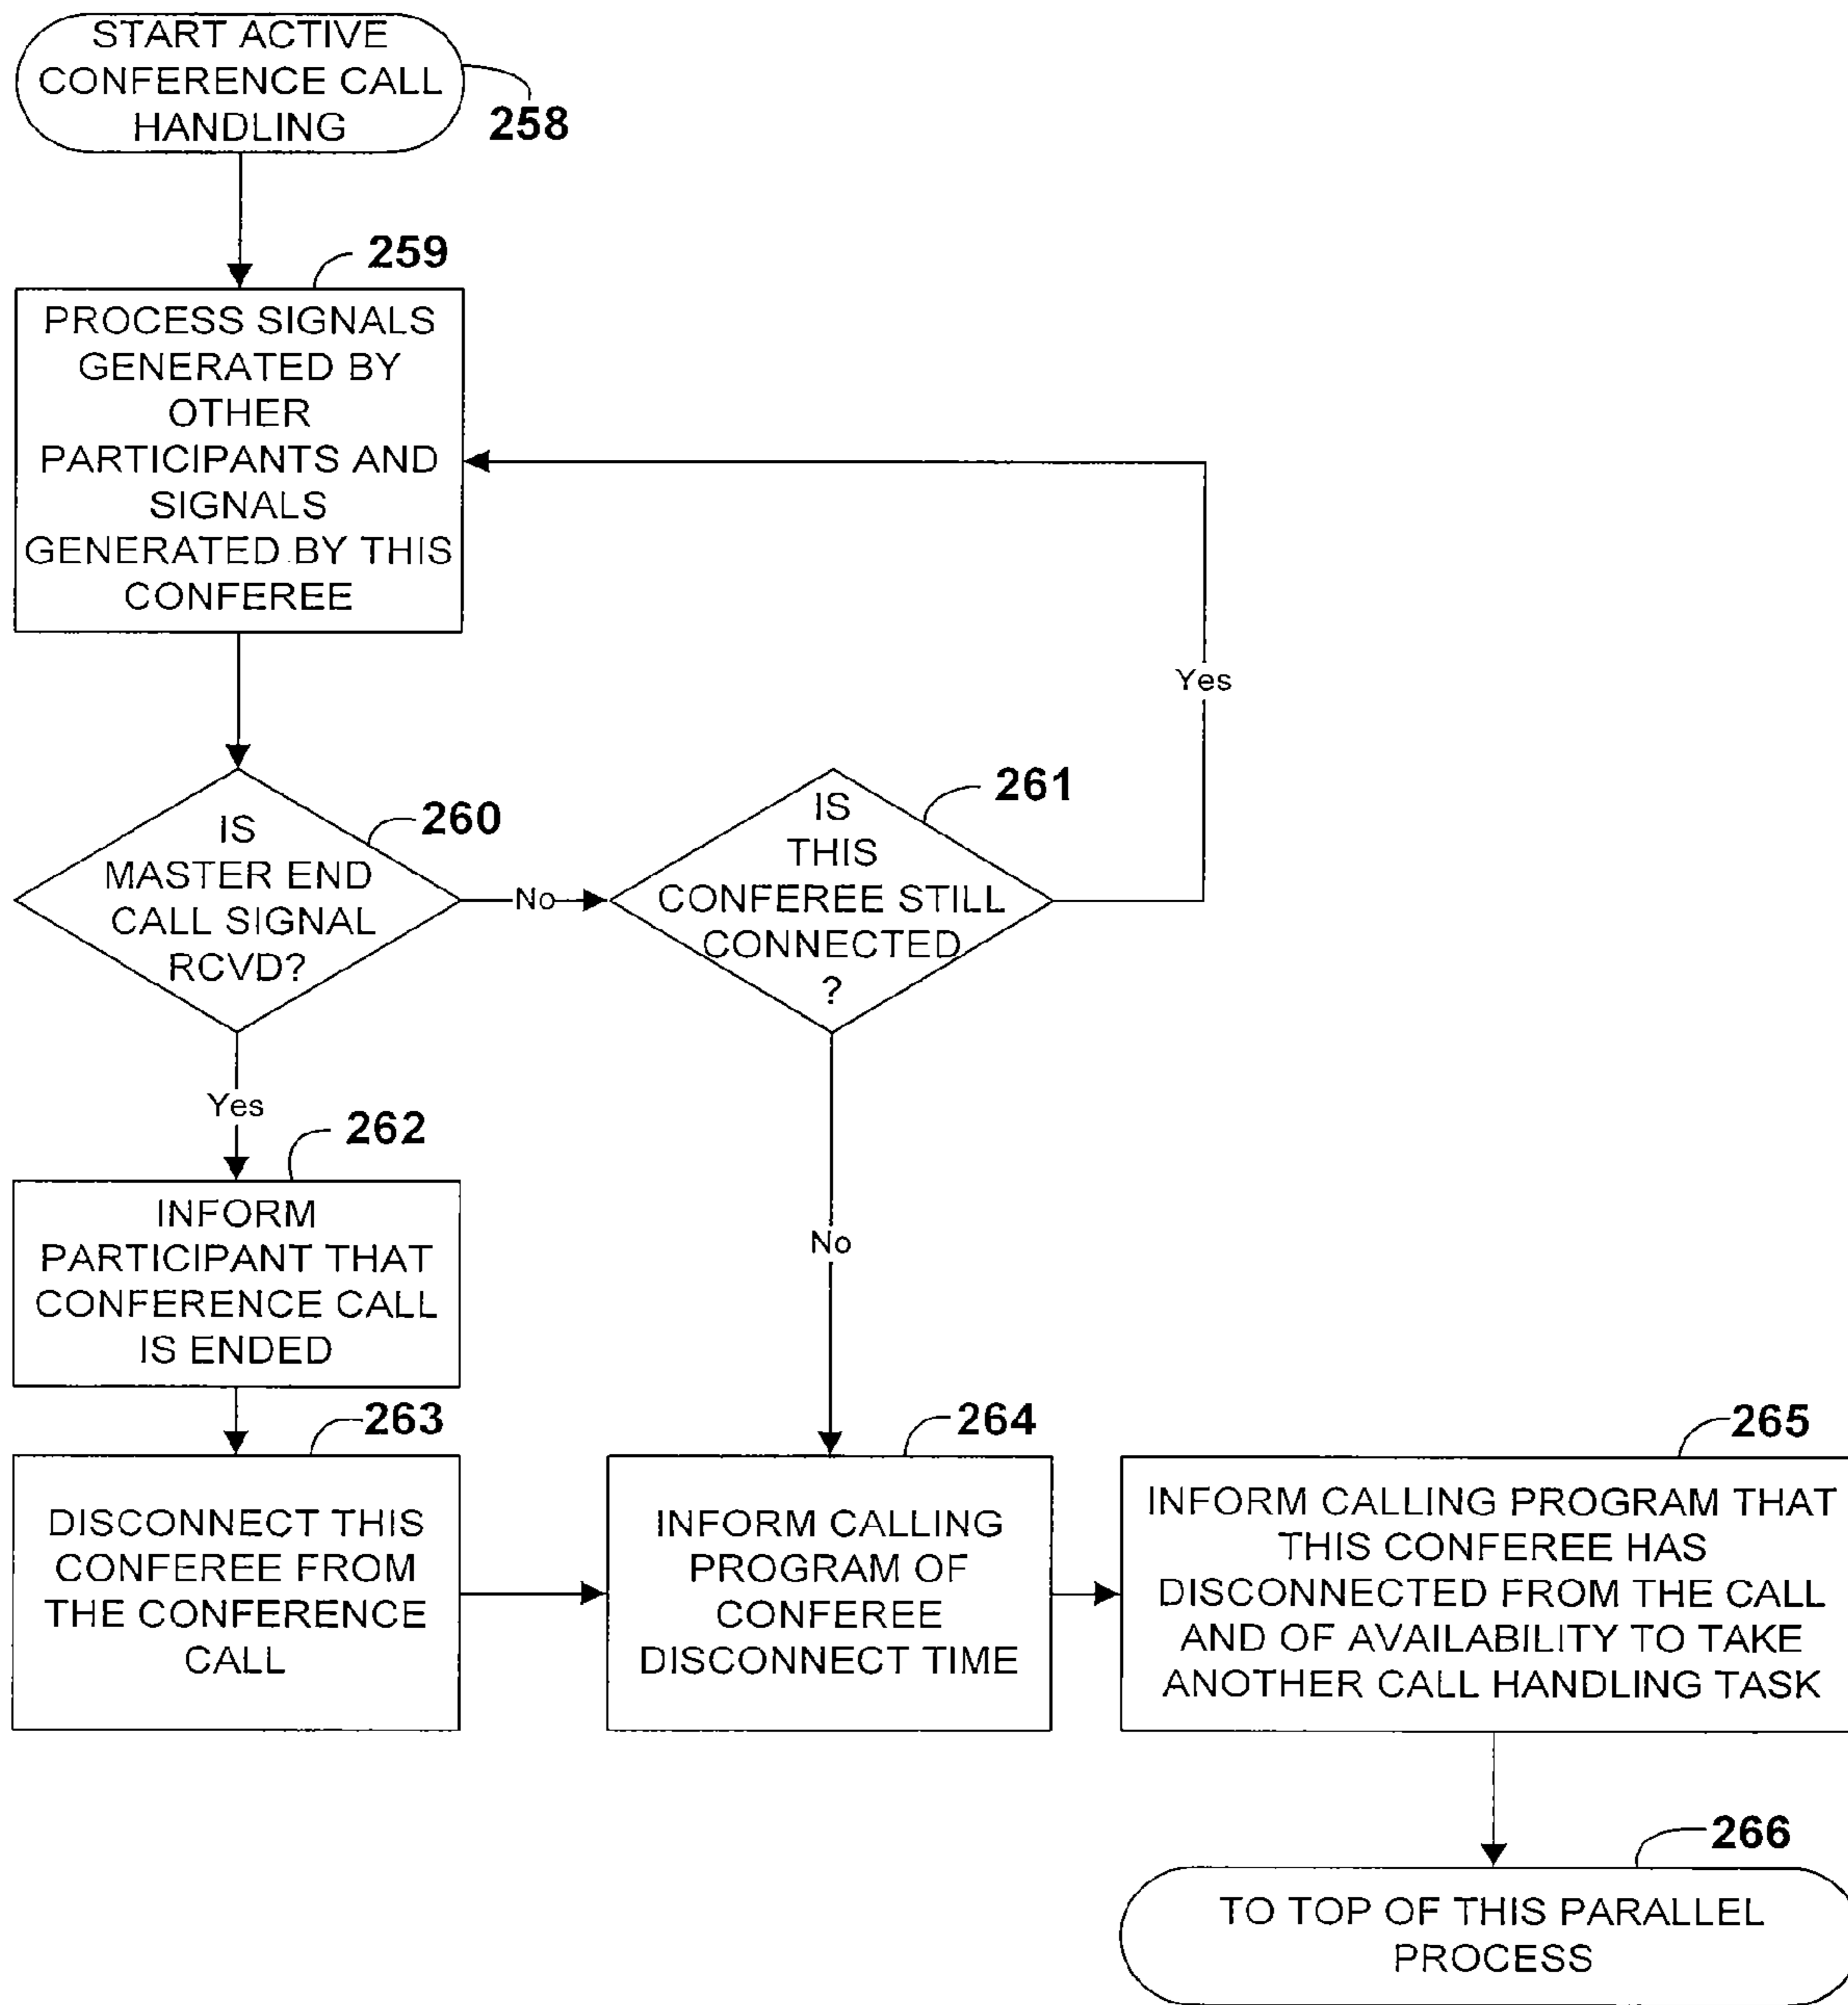 START ACTIVE
CONFERENCE CALL
HANDLING
258
259
PROCESS SIGNALS
GENERATED BY
OTHER
PARTICIPANTS AND
SIGNALS
GENERATED BY THIS
CONFEREE
Yes
260
IS
MASTER END
CALL SIGNAL
RCVD?
No
261
IS
THIS
CONFEREE STILL
CONNECTED
?
Yes
262
INFORM
PARTICIPANT THAT
CONFERENCE CALL
IS ENDED
No
263
DISCONNECT THIS
CONFEREE FROM
THE CONFERENCE
CALL
264
INFORM CALLING
PROGRAM OF
CONFEREE
DISCONNECT TIME
265
INFORM CALLING PROGRAM THAT
THIS CONFEREE HAS
DISCONNECTED FROM THE CALL
AND OF AVAILABILITY TO TAKE
ANOTHER CALL HANDLING TASK
266
TO TOP OF THIS PARALLEL
PROCESS